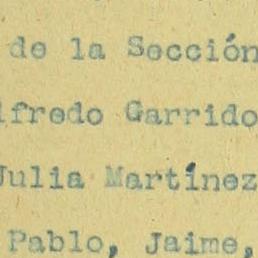 de la Sección
lfredo Garrido
Julia Martínez
Pablo, Jaime,